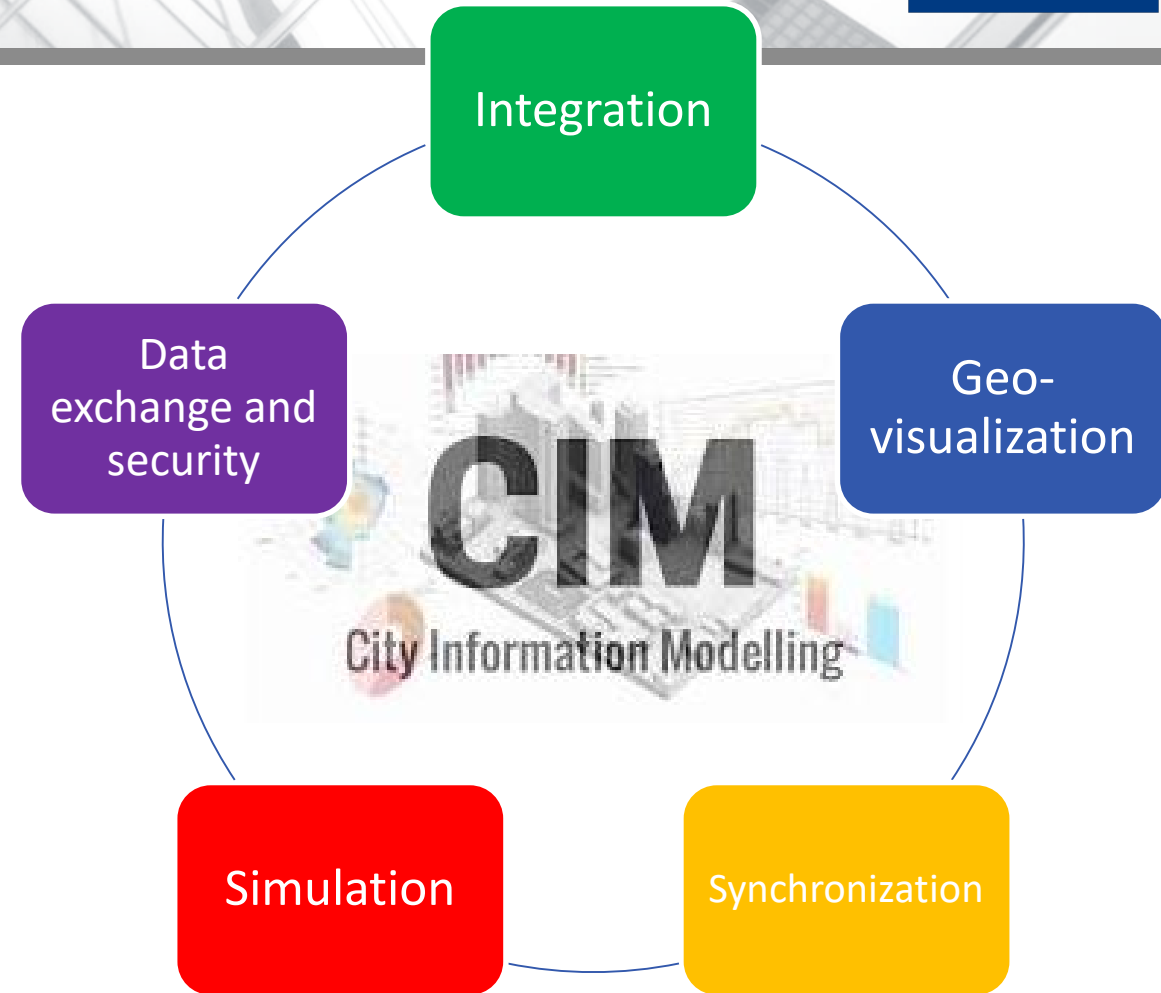 Integration
Geo-
visualization
Synchronization
Simulation
Data
exchange and
security
CIM
City Information Modelling